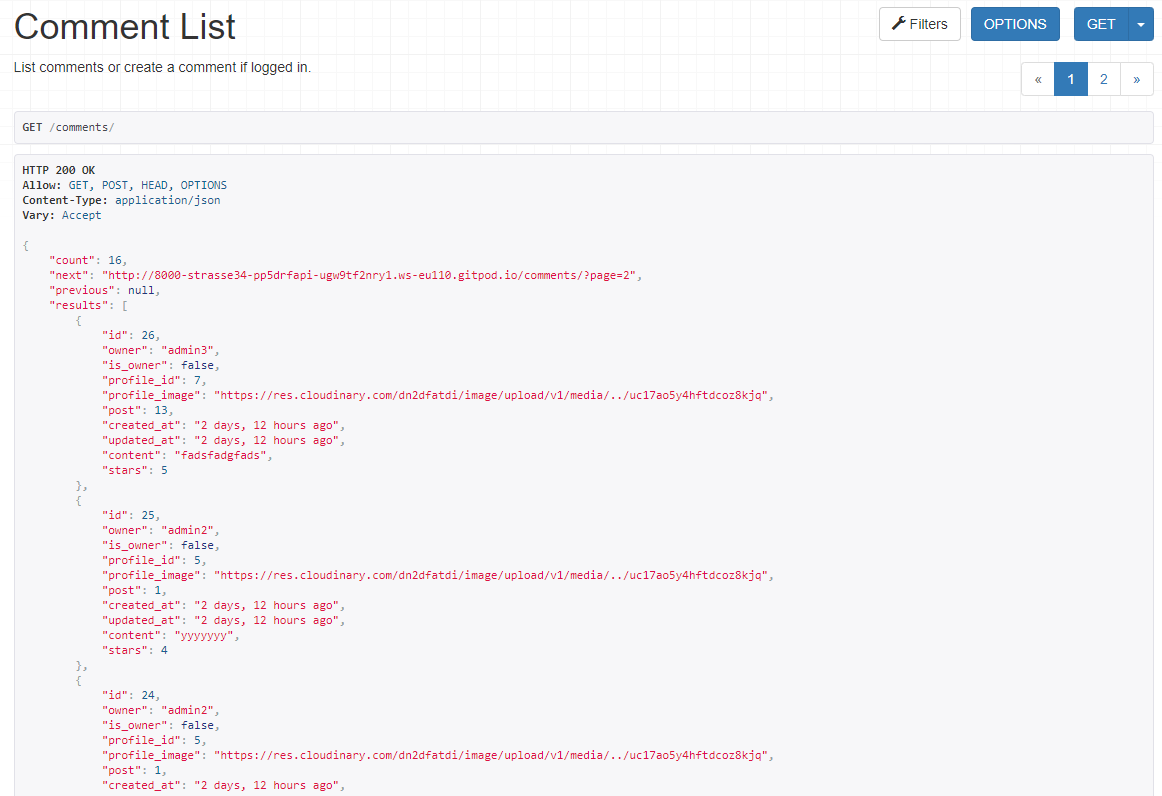 Comment List
Filters
OPTIONS
GET
List comments or create a comment if logged in.
« 1 2 »
GET /comments/
HTTP 200 OK
Allow: GET, POST, HEAD, OPTIONS
Content-Type: application/json
Vary: Accept
{
    "count": 16,
    "next": "http://8000-strasse34-pp5drfapi-ugw9tf2nry1.ws-eu110.gitpod.io/comments/?page=2",
    "previous": null,
    "results": [
        {
            "id": 26,
            "owner": "admin3",
            "is_owner": false,
            "profile_id": 7,
            "profile_image": "https://res.cloudinary.com/dn2dfatdi/image/upload/v1/media/../uc17ao5y4hftdcoz8kjq",
            "post": 13,
            "created_at": "2 days, 12 hours ago",
            "updated_at": "2 days, 12 hours ago",
            "content": "fadsfadgfads",
            "stars": 5
        },
        {
            "id": 25,
            "owner": "admin2",
            "is_owner": false,
            "profile_id": 5,
            "profile_image": "https://res.cloudinary.com/dn2dfatdi/image/upload/v1/media/../uc17ao5y4hftdcoz8kjq",
            "post": 1,
            "created_at": "2 days, 12 hours ago",
            "updated_at": "2 days, 12 hours ago",
            "content": "yyyyyyy",
            "stars": 4
        },
        {
            "id": 24,
            "owner": "admin2",
            "is_owner": false,
            "profile_id": 5,
            "profile_image": "https://res.cloudinary.com/dn2dfatdi/image/upload/v1/media/../uc17ao5y4hftdcoz8kjq",
            "post": 1,
            "created_at": "2 days, 12 hours ago",